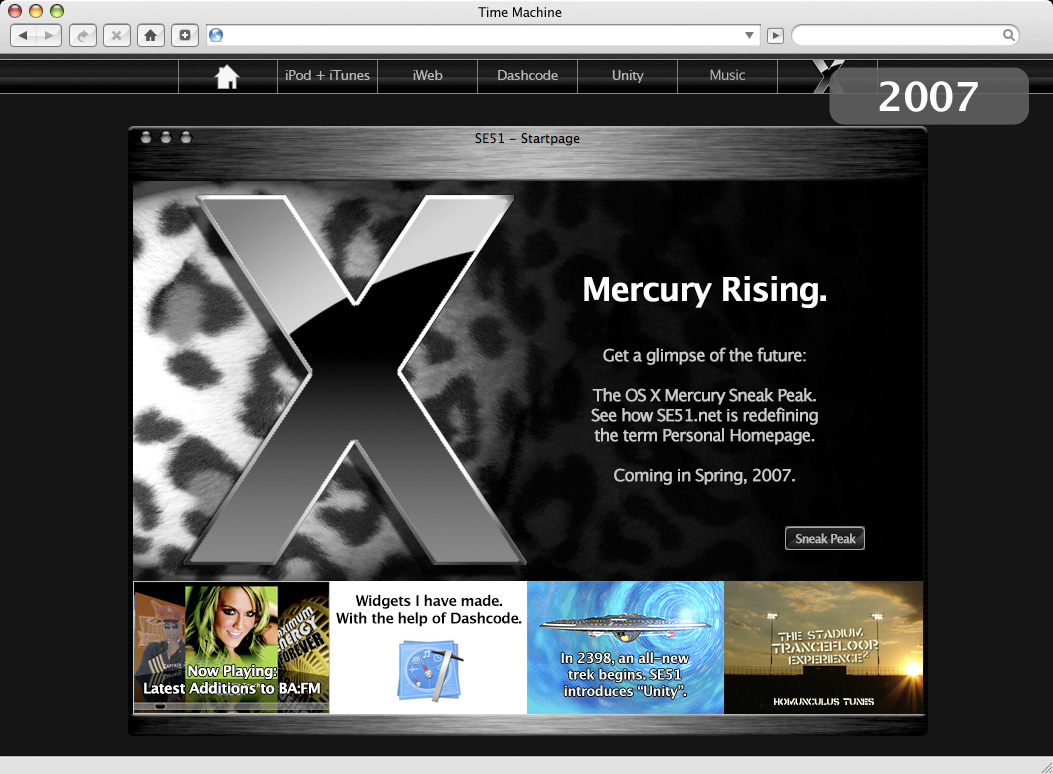 Time Machine
iPod + iTunes
iWeb
Dashcode
Unity
Music
2007
SE51 - Startpage
Mercury Rising.
Get a glimpse of the future:
The OS X Mercury Sneak Peak.
See how SE51.net is redefining
the term Personal Homepage.
Coming in Spring, 2007.
Sneak Peak
Now Playing:
Latest Additions to BA:FM
Widgets I have made.
With the help of Dashcode.
In 2398, an all-new
trek begins. SE51
introduces "Unity".
THE STADIUM
TRANCEFLOOR
EXPERIENCE
HOMUNCULUS TUNES